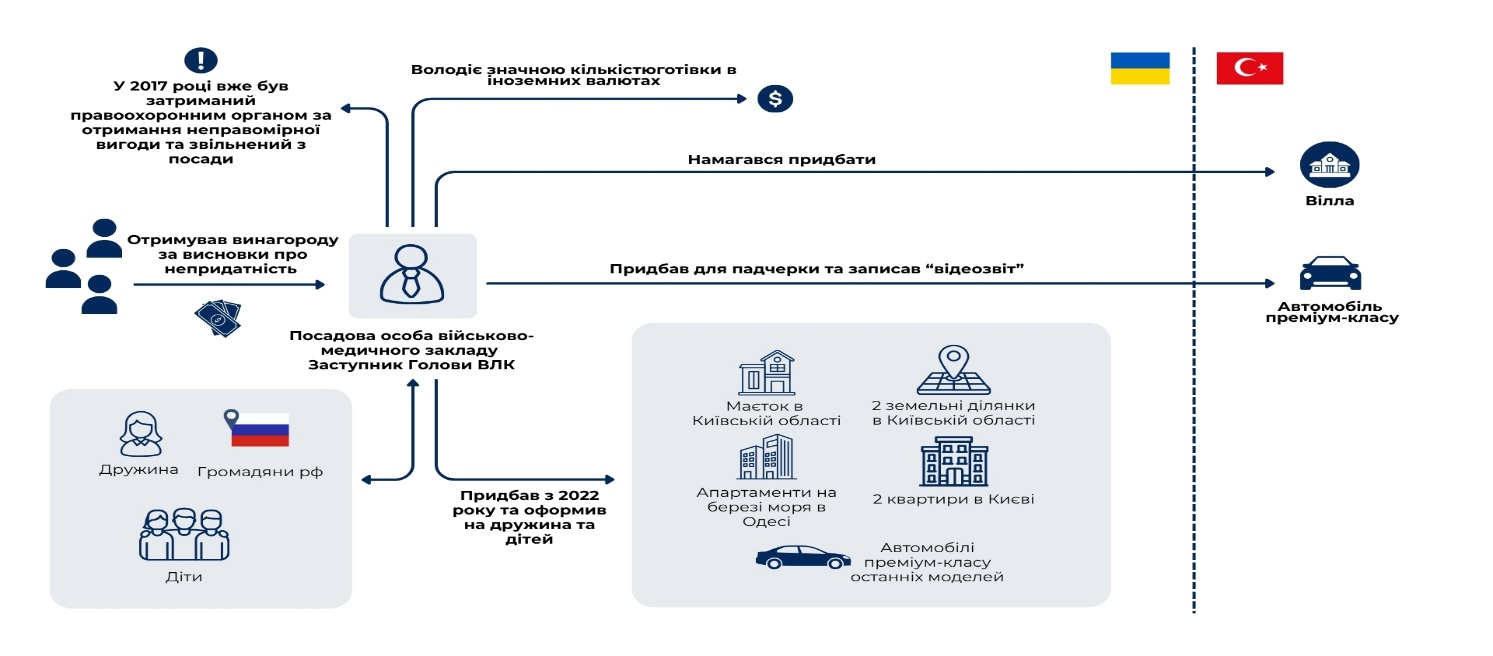 У 2017 році вже був
затриманий
правоохоронним органом за
отримання неправомірної
вигоди та звільнений з
посади
Володіє значною кількістюготівки в
іноземних валютах
$
Намагався придбати
Вілла
Отримував винагороду
за висновки про
непридатність
Придбав для падчерки та записав “відеозвіт”
Автомобіль
преміум-класу
Посадова особа військово-
медичного закладу
Заступник Голови ВЛК
Дружина
Громадяни рф
Діти
Придбав з 2022
року та оформив
на дружина та
дітей
Маєток в
Київській області
2 земельні ділянки
в Київській області
Апартаменти на
березі моря в
Одесі
2 квартири в Києві
Автомобілі
преміум-класу
останніх моделей